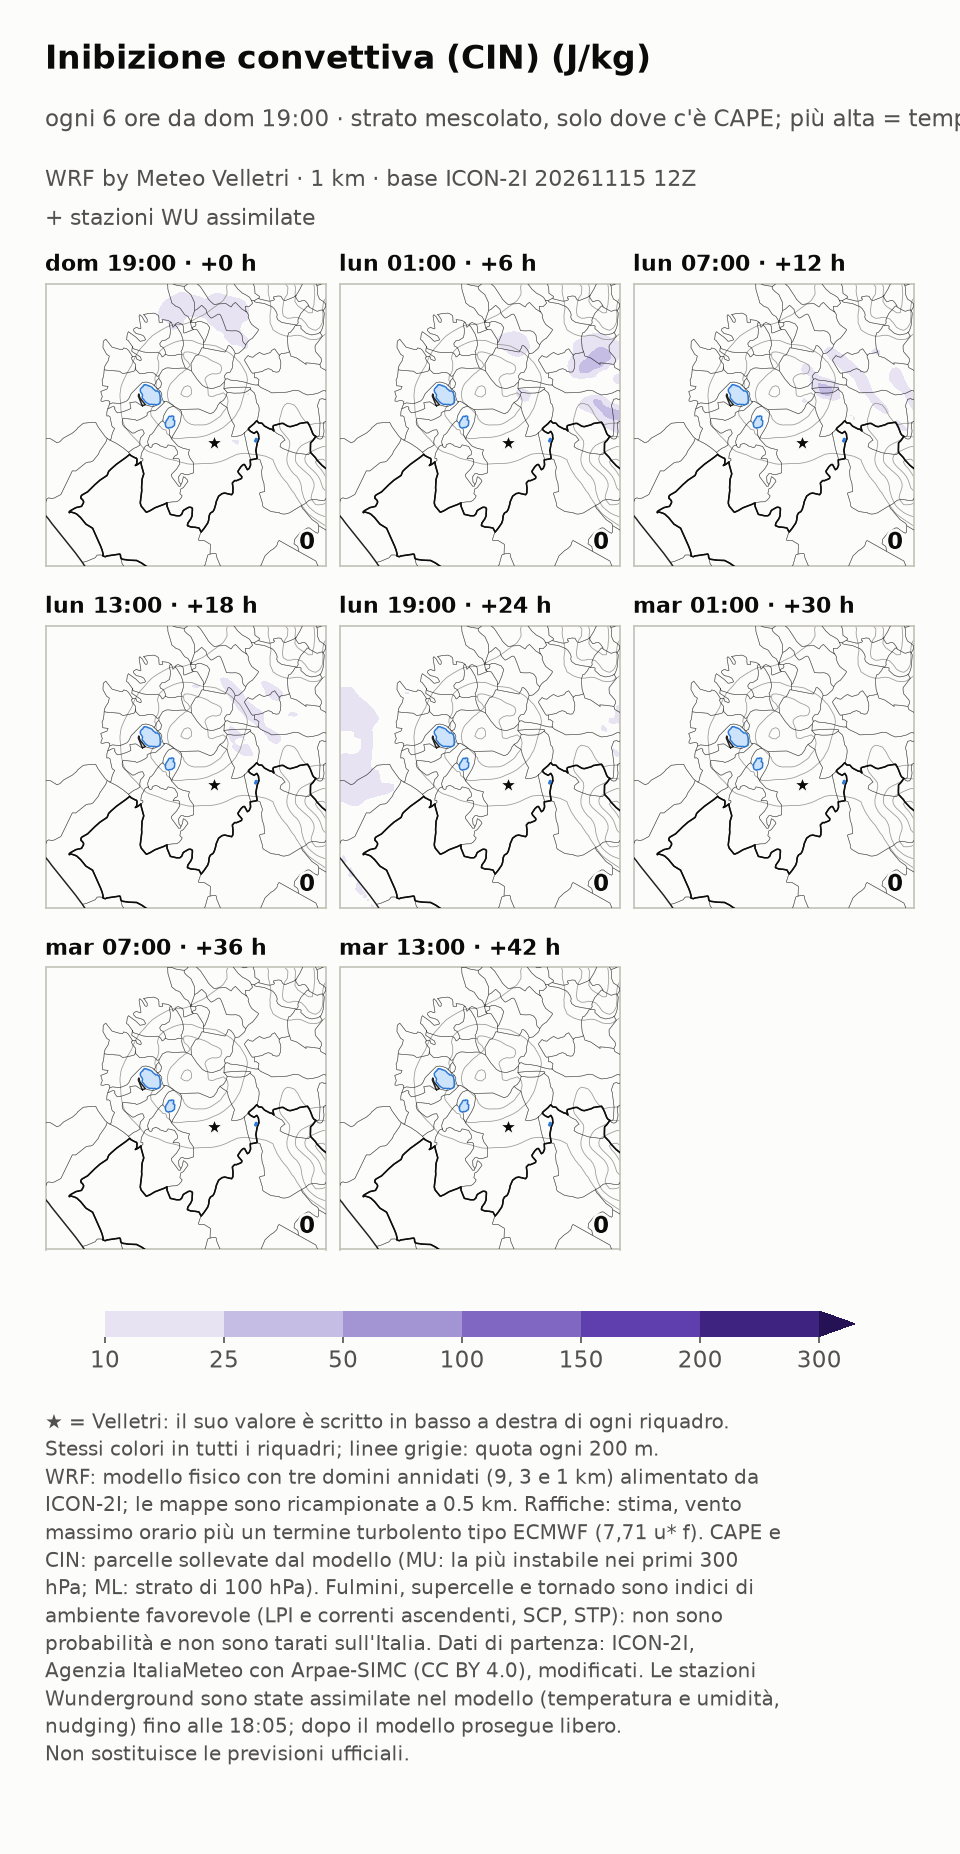 Inibizione convettiva (CIN) (J/kg)
ogni 6 ore da dom 19:00 · strato mescolato, solo dove c'è CAPE; più alta = temp
WRF by Meteo Velletri · 1 km · base ICON-2I 20261115 12Z
+ stazioni WU assimilate
dom 19:00 · +0 h
lun 01:00 · +6 h
lun 07:00 · +12 h
0
0
0
lun 13:00 · +18 h
lun 19:00 · +24 h
mar 01:00 · +30 h
0
0
0
mar 07:00 · +36 h
mar 13:00 · +42 h
0
0
10 25 50 100 150 200 300
★ = Velletri: il suo valore è scritto in basso a destra di ogni riquadro.
Stessi colori in tutti i riquadri; linee grigie: quota ogni 200 m.
WRF: modello fisico con tre domini annidati (9, 3 e 1 km) alimentato da
ICON-2I; le mappe sono ricampionate a 0.5 km. Raffiche: stima, vento
massimo orario più un termine turbolento tipo ECMWF (7,71 u* f). CAPE e
CIN: parcelle sollevate dal modello (MU: la più instabile nei primi 300
hPa; ML: strato di 100 hPa). Fulmini, supercelle e tornado sono indici di
ambiente favorevole (LPI e correnti ascendenti, SCP, STP): non sono
probabilità e non sono tarati sull'Italia. Dati di partenza: ICON-2I,
Agenzia ItaliaMeteo con Arpae-SIMC (CC BY 4.0), modificati. Le stazioni
Wunderground sono state assimilate nel modello (temperatura e umidità,
nudging) fino alle 18:05; dopo il modello prosegue libero.
Non sostituisce le previsioni ufficiali.